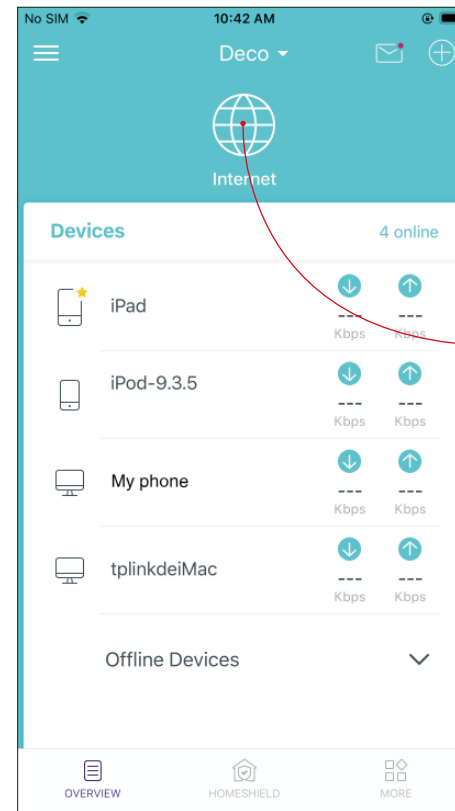 No SIM 10:42 AM
Deco
Internet
Devices 4 online
iPad
--- ---
Kbps Kbps
iPod-9.3.5
--- ---
Kbps Kbps
My phone
--- ---
Kbps Kbps
tplinkdeiMac
--- ---
Kbps Kbps
Offline Devices
OVERVIEW HOMESHIELD MORE